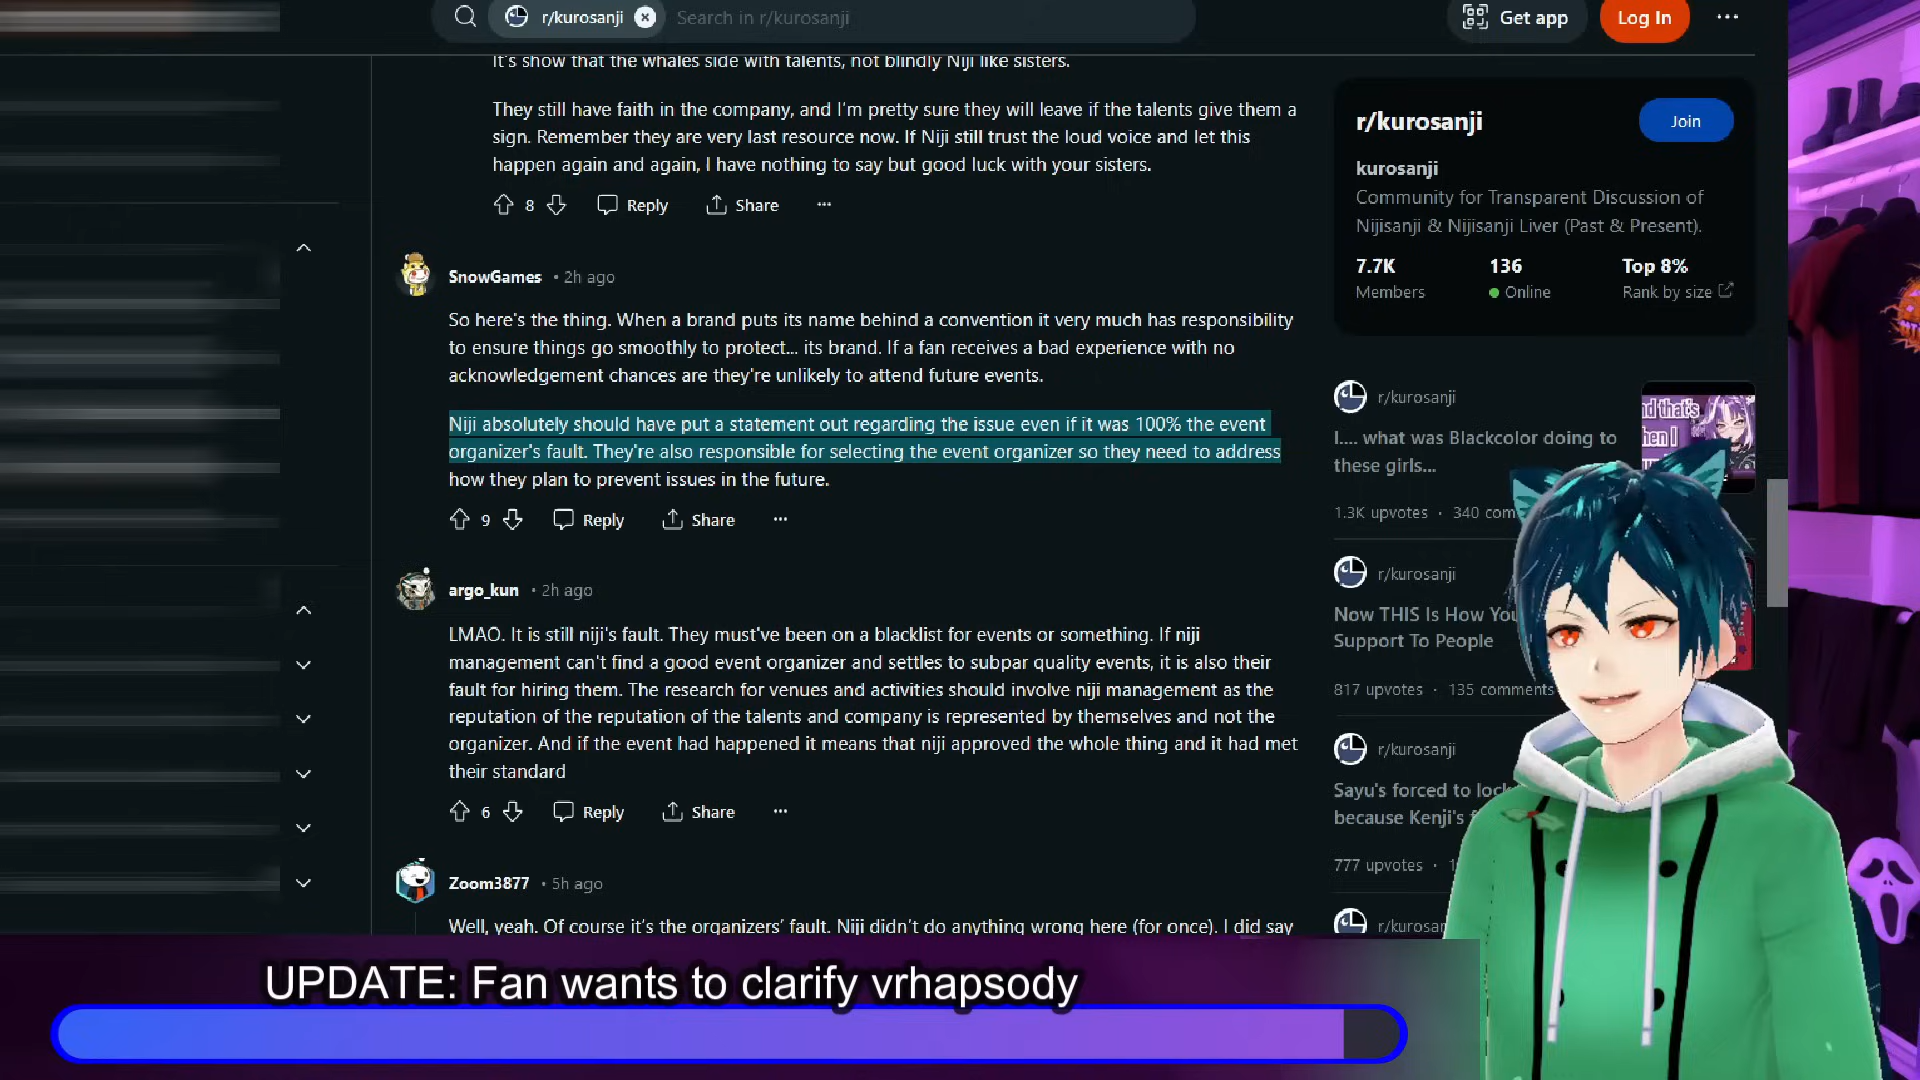 r/kurosanji
Search in r/kurosanji
Get app
Log In
It's show that the whales side with talents, not blindly Niji like sisters.
They still have faith in the company, and I'm pretty sure they will leave if the talents give them a
sign. Remember they are very last resource now. If Niji still trust the loud voice and let this
happen again and again, I have nothing to say but good luck with your sisters.
8
Reply
Share
SnowGames • 2h ago
So here's the thing. When a brand puts its name behind a convention it very much has responsibility
to ensure things go smoothly to protect... its brand. If a fan receives a bad experience with no
acknowledgement chances are they're unlikely to attend future events.
Niji absolutely should have put a statement out regarding the issue even if it was 100% the event
organizer's fault. They're also responsible for selecting the event organizer so they need to address
how they plan to prevent issues in the future.
9
Reply
Share
argo_kun • 2h ago
LMAO. It is still niji's fault. They must've been on a blacklist for events or something. If niji
management can't find a good event organizer and settles to subpar quality events, it is also their
fault for hiring them. The research for venues and activities should involve niji management as the
reputation of the reputation of the talents and company is represented by themselves and not the
organizer. And if the event had happened it means that niji approved the whole thing and it had met
their standard
6
Reply
Share
Zoom3877 • 5h ago
Well, yeah. Of course it's the organizers' fault. Niji didn't do anything wrong here (for once). I did say
r/kurosanji
Join
kurosanji
Community for Transparent Discussion of
Nijisanji & Nijisanji Liver (Past & Present).
7.7K
Members
136
Online
Top 8%
Rank by size
r/kurosanji
I.... what was Blackcolor doing to
these girls...
1.3K upvotes · 340 com
r/kurosanji
Now THIS Is How You
Support To People
817 upvotes · 135 comments
r/kurosanji
Sayu's forced to lock
because Kenji's f
777 upvotes · 1
r/kurosanji
UPDATE: Fan wants to clarify vrhapsody